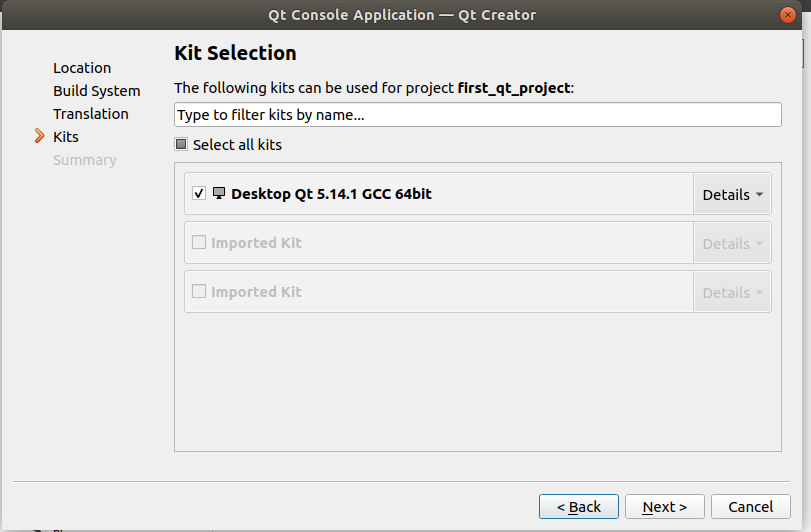 Qt Console Application — Qt Creator
Location
Build System
Translation
Kits
Summary
Kit Selection
The following kits can be used for project first_qt_project:
Type to filter kits by name...
Select all kits
Desktop Qt 5.14.1 GCC 64bit
Details
Imported Kit
Details
Imported Kit
Details
< Back
Next >
Cancel